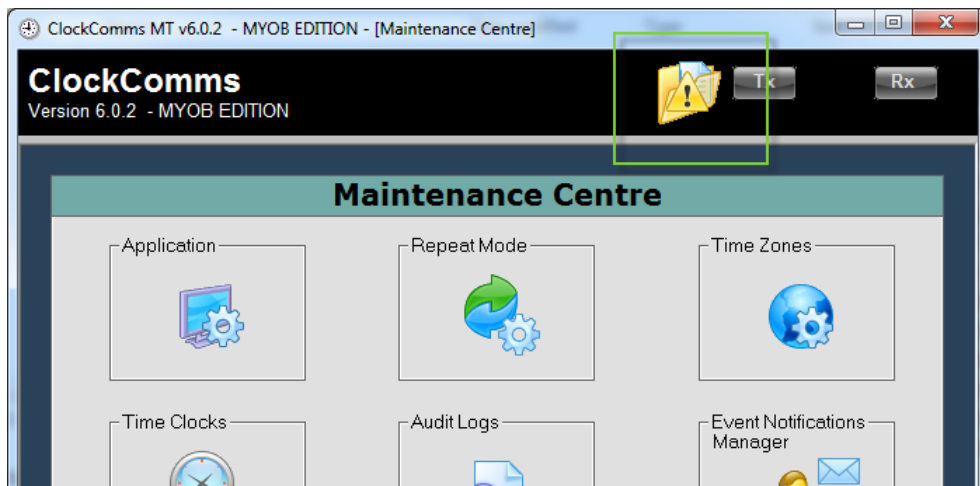 ClockComms MT v6.0.2 - MYOB EDITION - [Maintenance Centre]
ClockComms
Version 6.0.2 - MYOB EDITION
Tx
Rx
Maintenance Centre
Application
Repeat Mode
Time Zones
Time Clocks
Audit Logs
Event Notifications
Manager